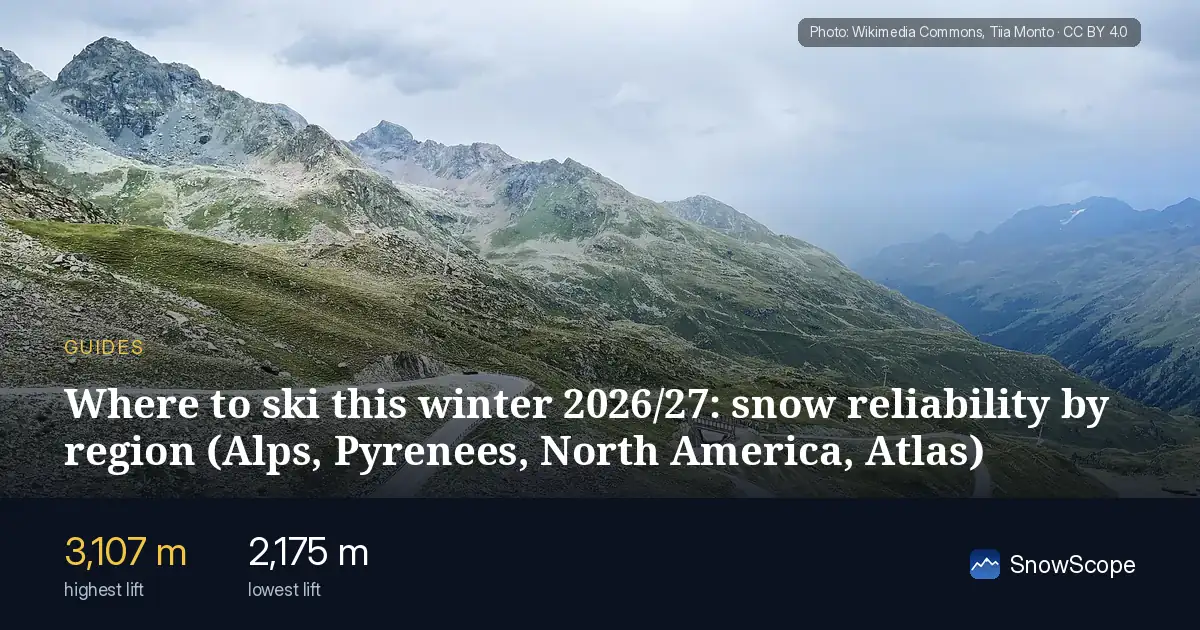 Photo: Wikimedia Commons, Tiia Monto · CC BY 4.0
GUIDES
Where to ski this winter 2026/27: snow reliability by
region (Alps, Pyrenees, North America, Atlas)
3,107 m
highest lift
2,175 m
lowest lift
SnowScope